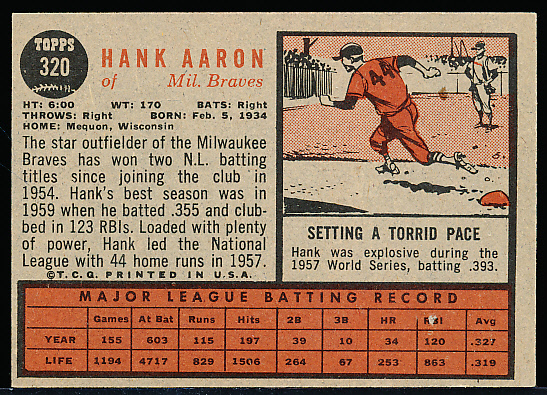 TOPPS
320
HANK AARON
of Mil. Braves
HT: 6:00 WT: 170 BATS: Right
THROWS: Right BORN: Feb. 5, 1934
HOME: Mequon, Wisconsin
The star outfielder of the Milwaukee
Braves has won two N.L. batting
titles since joining the club in
1954. Hank's best season was in
1959 when he batted .355 and club-
bed in 123 RBIs. Loaded with plenty
of power, Hank led the National
League with 44 home runs in 1957.
© T.C.G. PRINTED IN U.S.A.
44
SETTING A TORRID PACE
Hank was explosive during the
1957 World Series, batting .393.
MAJOR LEAGUE BATTING RECORD
Games At Bat Runs Hits 2B 3B HR RBI Avg
YEAR 155 603 115 197 39 10 34 120 .327
LIFE 1194 4717 829 1506 264 67 253 863 .319